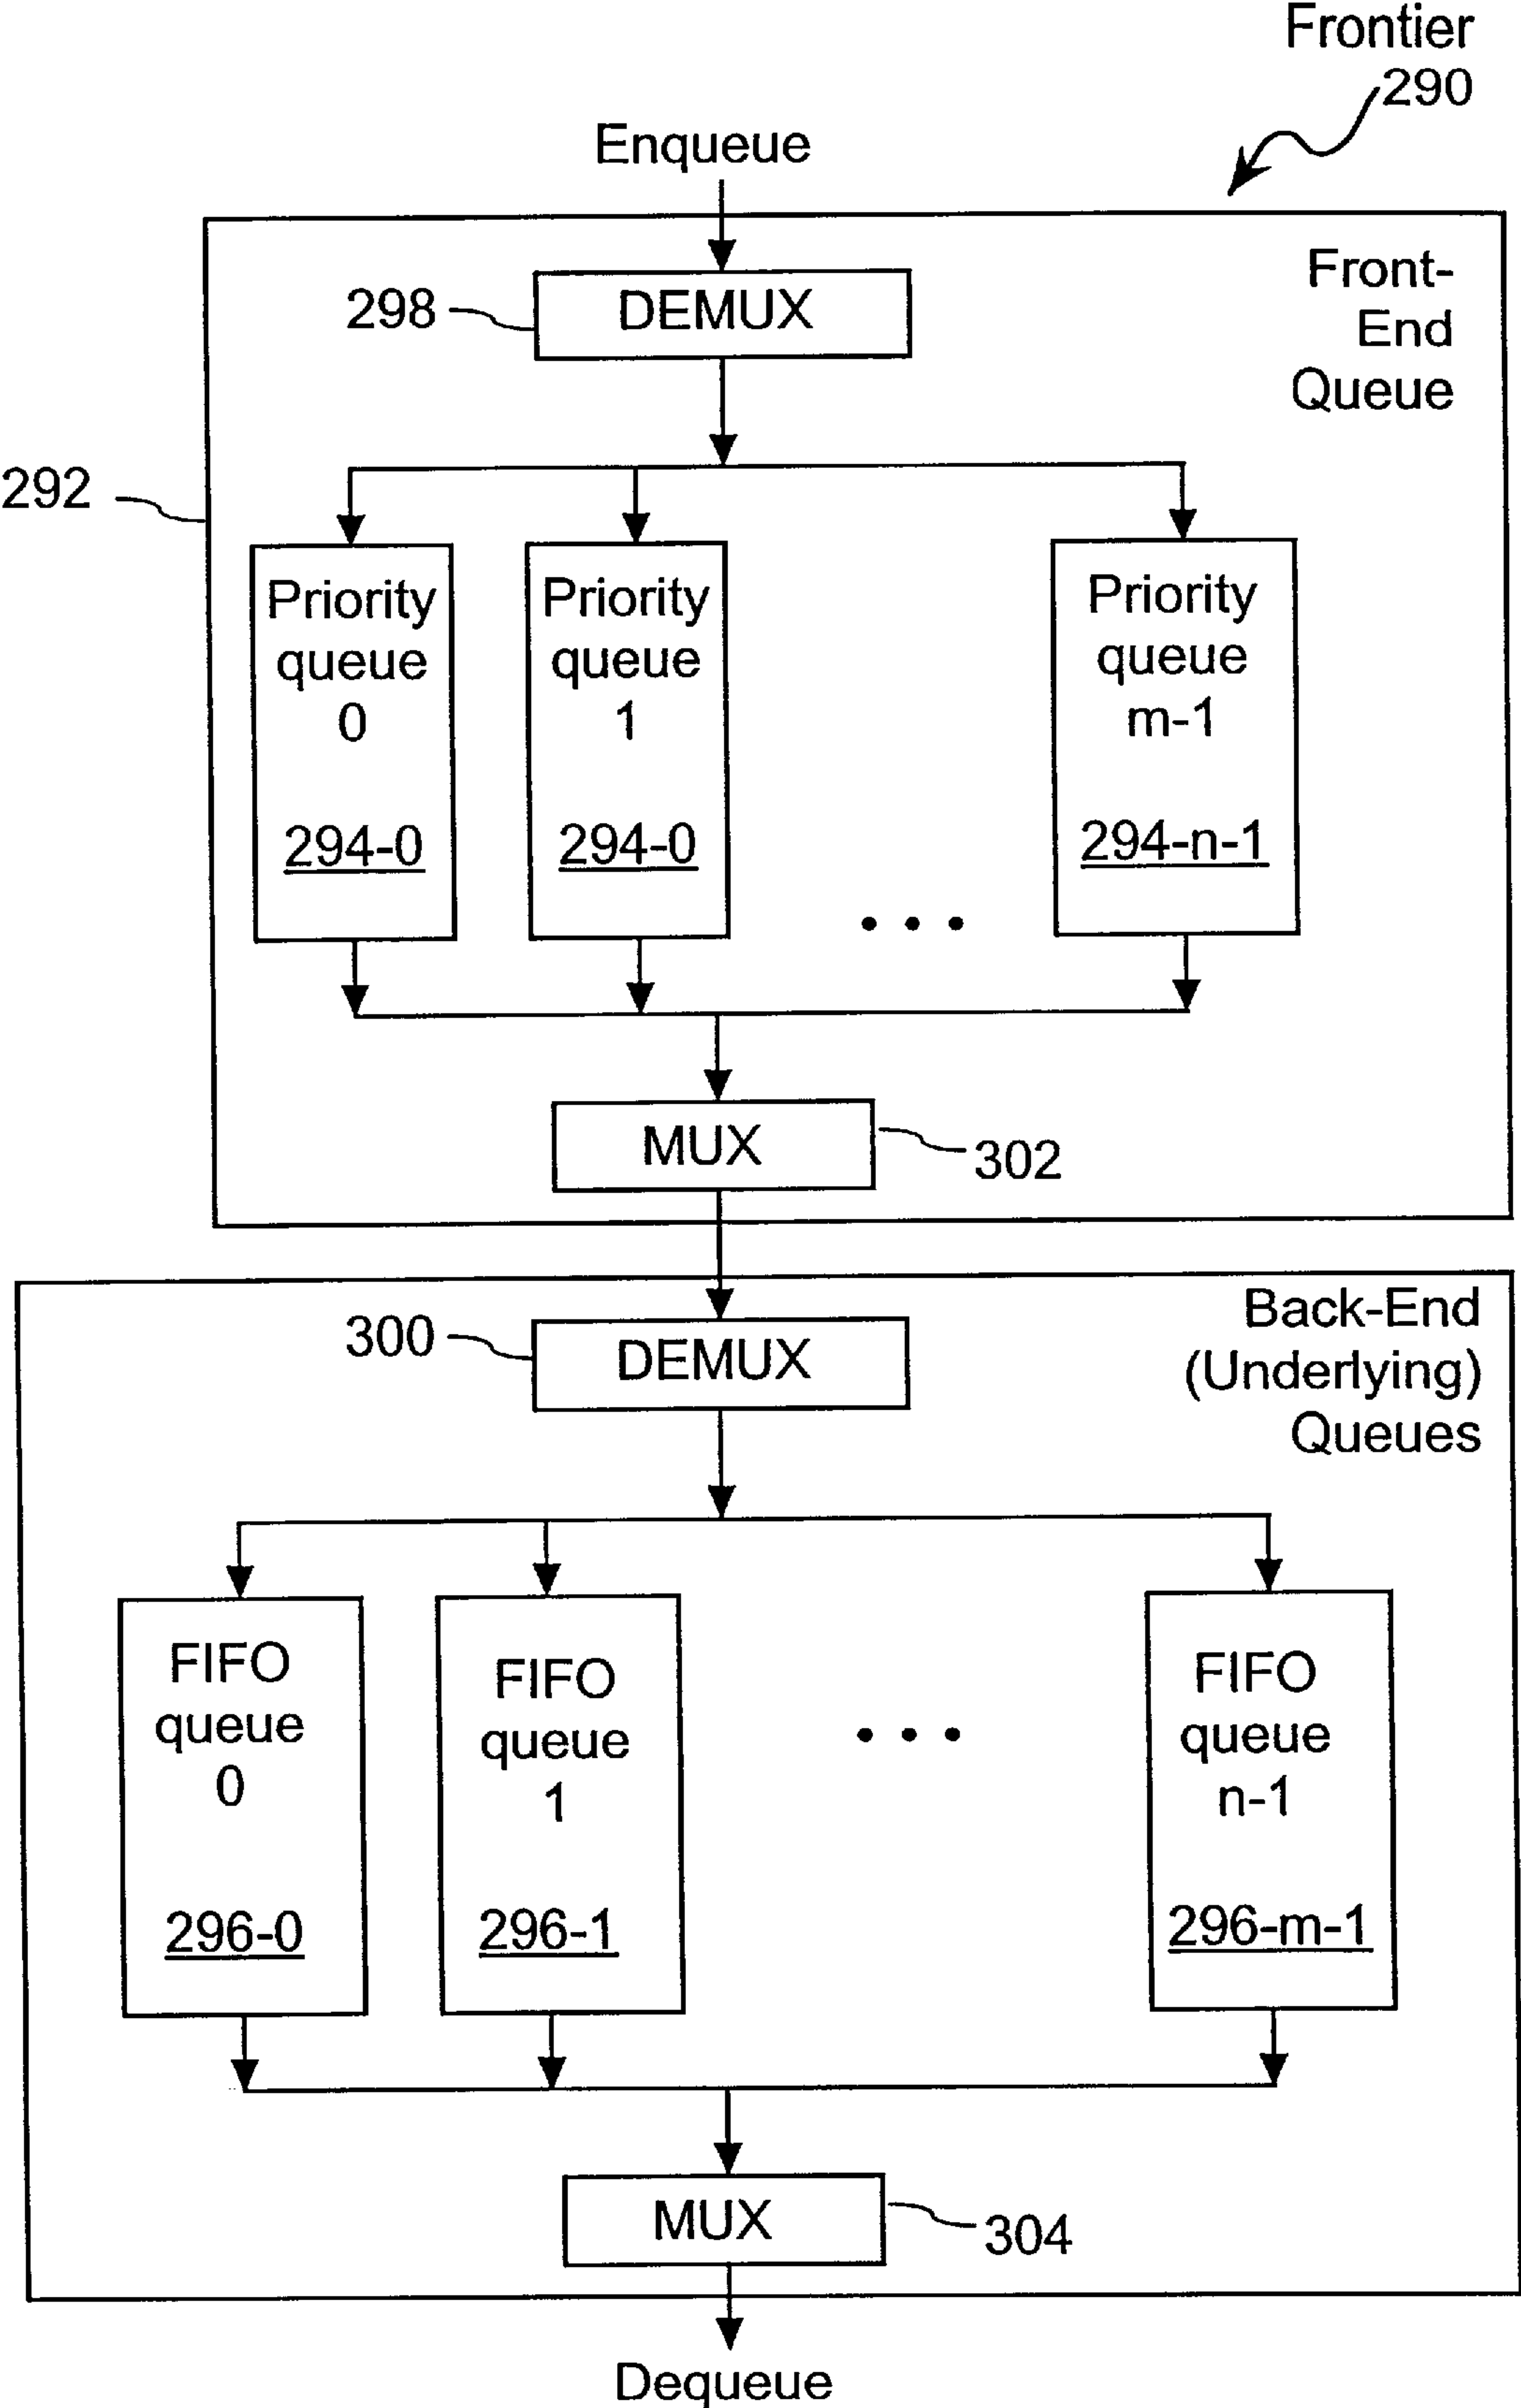 Frontier
290
Enqueue
298
DEMUX
Front-
End
Queue
292
Priority
queue
0
294-0
Priority
queue
1
294-0
Priority
queue
m-1
294-n-1
MUX
302
Back-End
(Underlying)
Queues
300
DEMUX
FIFO
queue
0
296-0
FIFO
queue
1
296-1
FIFO
queue
n-1
296-m-1
MUX
304
Dequeue